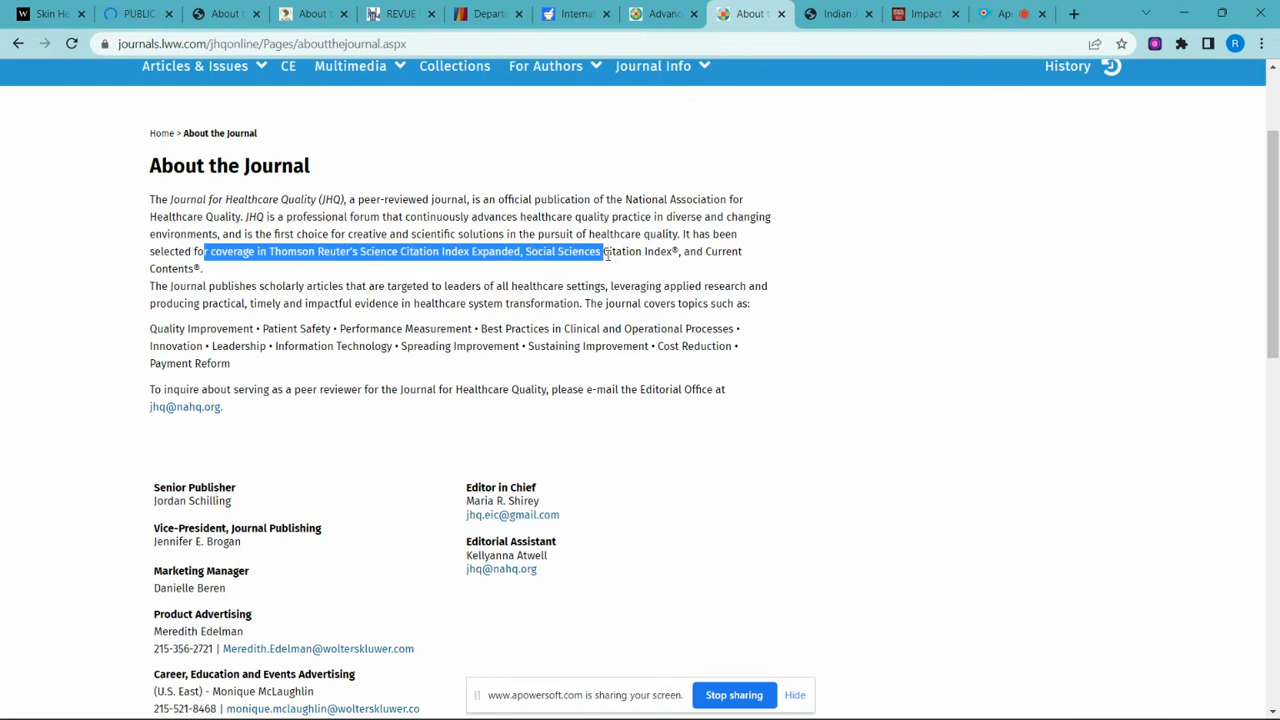 Skin He
PUBLIC
About t
About t
REVUE
Depart
Interna
Advanc
About t
Indian
Impact
Apo
journals.lww.com/jhqonline/Pages/aboutthejournal.aspx
R
Articles & Issues CE Multimedia Collections For Authors Journal Info History
Home > About the Journal
About the Journal
The Journal for Healthcare Quality (JHQ), a peer-reviewed journal, is an official publication of the National Association for
Healthcare Quality. JHQ is a professional forum that continuously advances healthcare quality practice in diverse and changing
environments, and is the first choice for creative and scientific solutions in the pursuit of healthcare quality. It has been
selected for coverage in Thomson Reuter's Science Citation Index Expanded, Social Sciences Citation Index®, and Current
Contents®.
The Journal publishes scholarly articles that are targeted to leaders of all healthcare settings, leveraging applied research and
producing practical, timely and impactful evidence in healthcare system transformation. The journal covers topics such as:
Quality Improvement • Patient Safety • Performance Measurement • Best Practices in Clinical and Operational Processes •
Innovation • Leadership • Information Technology • Spreading Improvement • Sustaining Improvement • Cost Reduction •
Payment Reform
To inquire about serving as a peer reviewer for the Journal for Healthcare Quality, please e-mail the Editorial Office at
jhq@nahq.org.
Senior Publisher
Jordan Schilling
Vice-President, Journal Publishing
Jennifer E. Brogan
Marketing Manager
Danielle Beren
Product Advertising
Meredith Edelman
215-356-2721 | Meredith.Edelman@wolterskluwer.com
Career, Education and Events Advertising
(U.S. East) - Monique McLaughlin
215-521-8468 | monique.mclaughlin@wolterskluwer.co
Editor in Chief
Maria R. Shirey
jhq.eic@gmail.com
Editorial Assistant
Kellyanna Atwell
jhq@nahq.org
www.apowersoft.com is sharing your screen. Stop sharing Hide